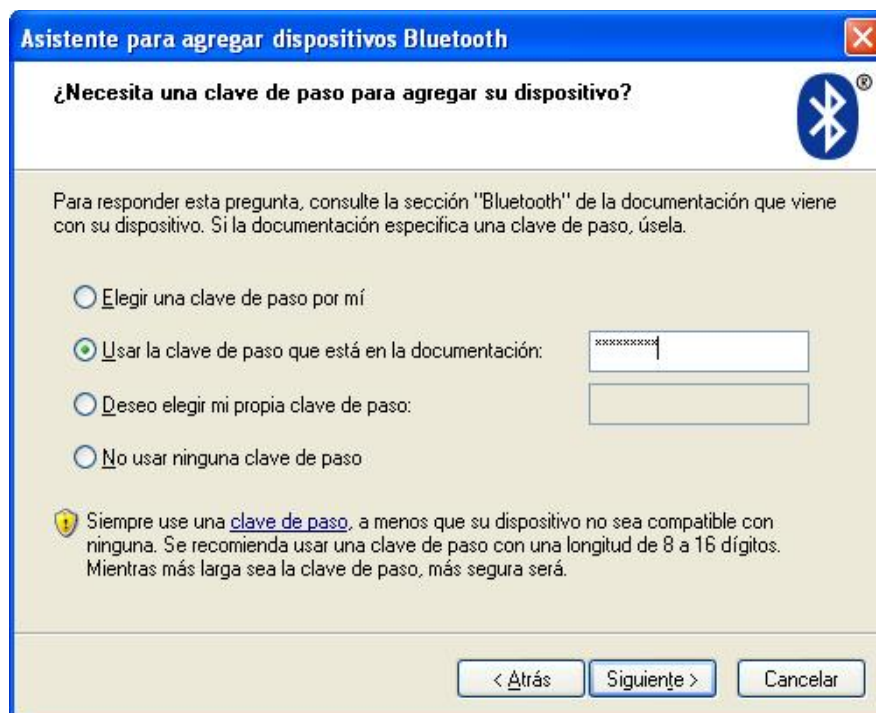 Asistente para agregar dispositivos Bluetooth
¿Necesita una clave de paso para agregar su dispositivo?
®
Para responder esta pregunta, consulte la sección "Bluetooth" de la documentación que viene
con su dispositivo. Si la documentación especifica una clave de paso, úsela.
Elegir una clave de paso por mí
Usar la clave de paso que está en la documentación: ×××××××××
Deseo elegir mi propia clave de paso:
No usar ninguna clave de paso
Siempre use una clave de paso, a menos que su dispositivo no sea compatible con
ninguna. Se recomienda usar una clave de paso con una longitud de 8 a 16 dígitos.
Mientras más larga sea la clave de paso, más segura será.
< Atrás Siguiente > Cancelar